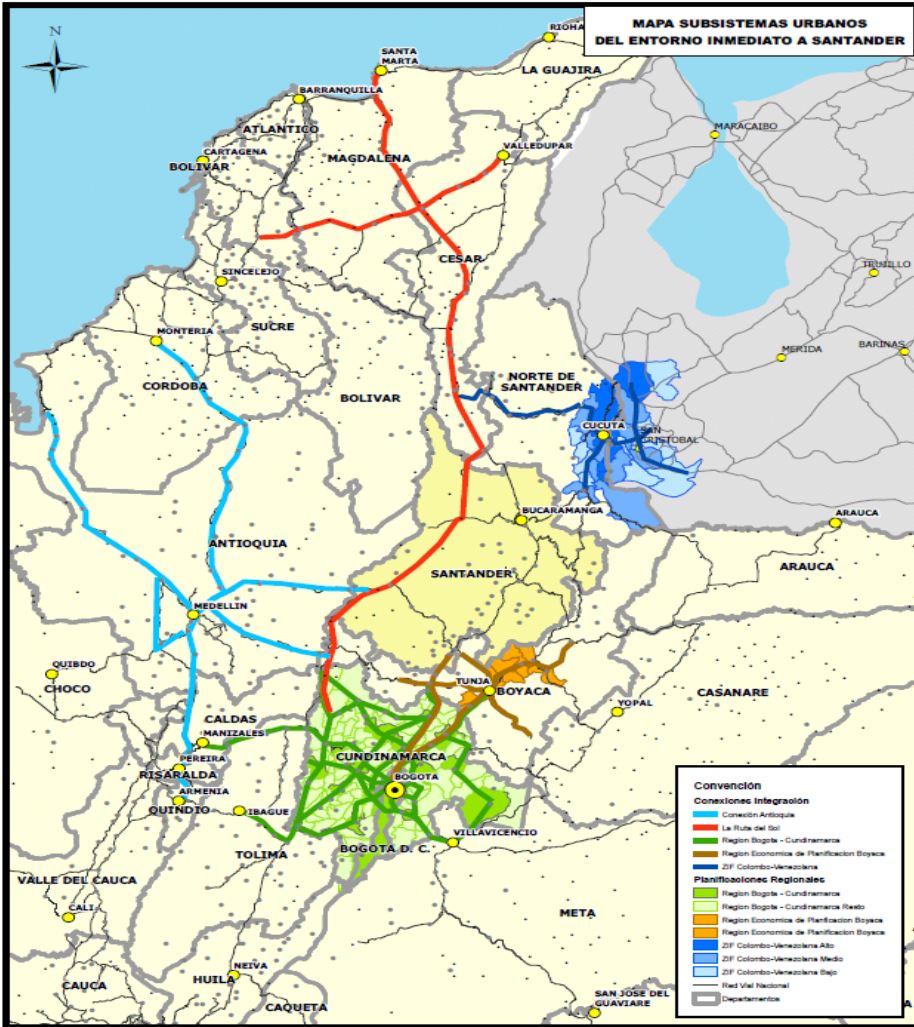 MAPA SUBSISTEMAS URBANOS
DEL ENTORNO INMEDIATO A SANTANDER
N
RIOHA
SANTA
MARTA
LA GUAJIRA
BARRANQUILLA
ATLANTICO
MARACAIBO
CARTAGENA
BOLIVAR
MAGDALENA
VALLEDUPAR
CESAR
TRUJILLO
SINCELEJO
SUCRE
MONTERIA
MERIDA
BARINAS
CORDOBA
NORTE DE
SANTANDER
BOLIVAR
CUCUTA
SAN
CRISTOBAL
BUCARAMANGA
ARAUCA
ANTIOQUIA
ARAUCA
SANTANDER
MEDELLIN
QUIBDO
CHOCO
TUNJA
BOYACA
CASANARE
YOPAL
CALDAS
MANIZALES
PEREIRA
RISARALDA
CUNDINAMARCA
BOGOTA
ARMENIA
QUINDIO
IBAGUE
VILLAVICENCIO
BOGOTA D. C.
TOLIMA
VALLE DEL CAUCA
CALI
META
NEIVA
HUILA
CAUCA
CAQUETA
SAN JOSE DEL
GUAVIARE
Convención
Conexiones Integración
Conexión Antioquia
La Ruta del Sol
Region Bogota - Cundinamarca
Region Economica de Planificacion Boyaca
ZIF Colombo-Venezolana
Planificaciones Regionales
Region Bogota - Cundinamarca
Region Bogota - Cundinamarca Resto
Region Economica de Planficacion Boyaca
Region Economica de Planificacion Boyaca
ZIF Colombo-Venezolana Alto
ZIF Colombo-Venezolana Medio
ZIF Colombo-Venezolana Bajo
Red Vial Nacional
Departamentos